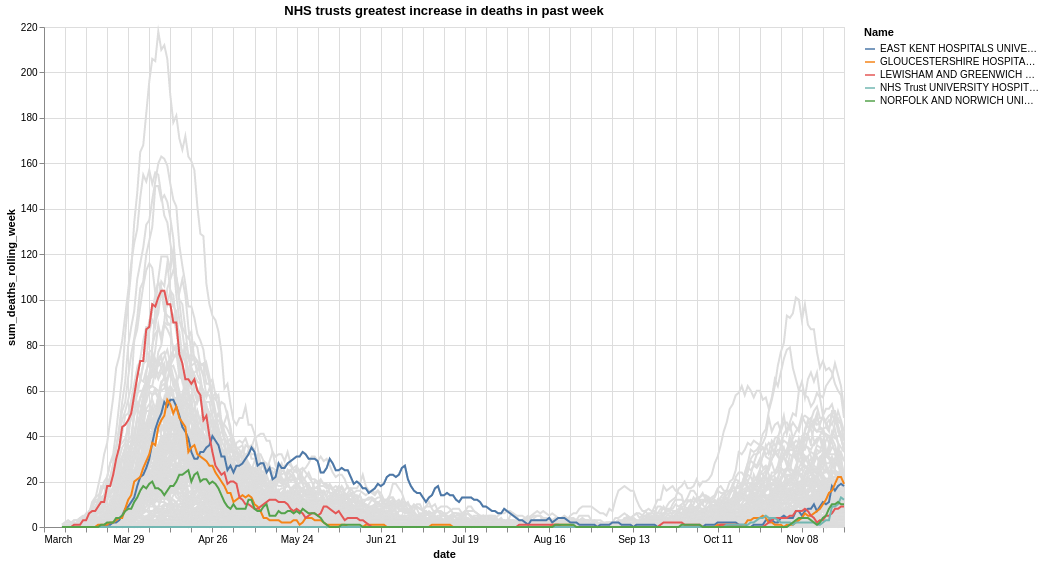 NHS trusts greatest increase in deaths in past week
220
200
180
160
140
120
100
80
60
40
20
0
sum_deaths_rolling_week
March Mar 29 Apr 26 May 24 Jun 21 Jul 19 Aug 16 Sep 13 Oct 11 Nov 08
date
Name
EAST KENT HOSPITALS UNIVE…
GLOUCESTERSHIRE HOSPITA…
LEWISHAM AND GREENWICH …
NHS Trust UNIVERSITY HOSPIT…
NORFOLK AND NORWICH UNI…